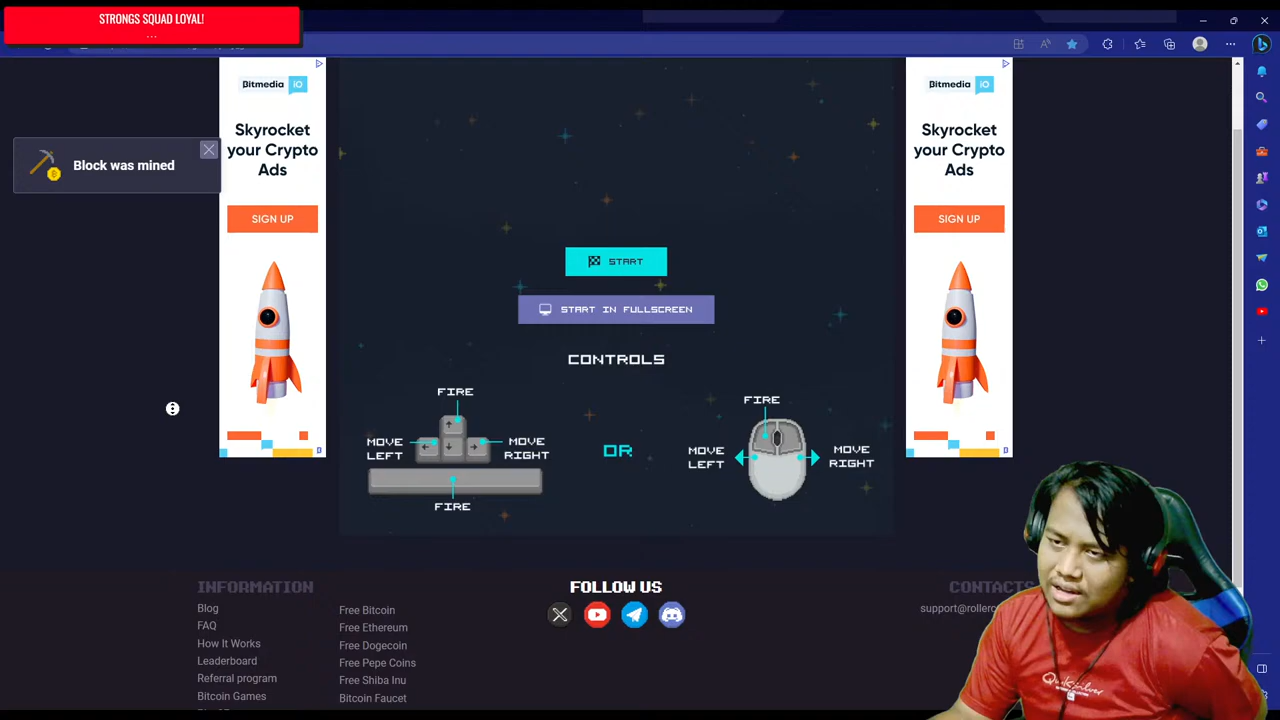 STRONGS SQUAD LOYAL!
...
Bitmedia IO
Skyrocket
your Crypto
Ads
SIGN UP
Block was mined
START
START IN FULLSCREEN
CONTROLS
FIRE
MOVE
LEFT
MOVE
RIGHT
FIRE
OR
FIRE
MOVE
LEFT
MOVE
RIGHT
Bitmedia IO
Skyrocket
your Crypto
Ads
SIGN UP
INFORMATION
Blog
FAQ
How It Works
Leaderboard
Referral program
Bitcoin Games
Free Bitcoin
Free Ethereum
Free Dogecoin
Free Pepe Coins
Free Shiba Inu
Bitcoin Faucet
FOLLOW US
CONTACTS
Quiksilver